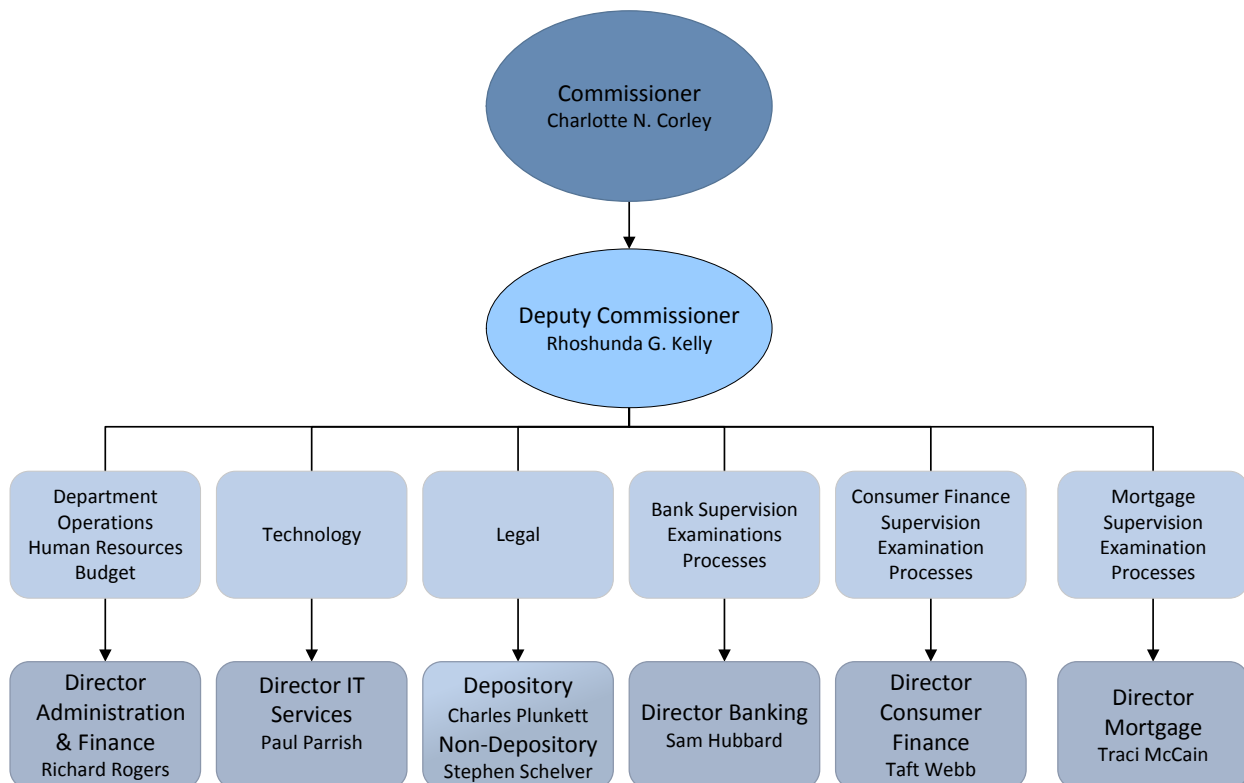 Commissioner
Charlotte N. Corley
Deputy Commissioner
Rhoshunda G. Kelly
Department
Operations
Human Resources
Budget
Technology
Legal
Bank Supervision
Examinations
Processes
Consumer Finance
Supervision
Examination
Processes
Mortgage
Supervision
Examination
Processes
Director
Administration
& Finance
Richard Rogers
Director IT
Services
Paul Parrish
Depository
Charles Plunkett
Non-Depository
Stephen Schelver
Director Banking
Sam Hubbard
Director
Consumer
Finance
Taft Webb
Director
Mortgage
Traci McCain